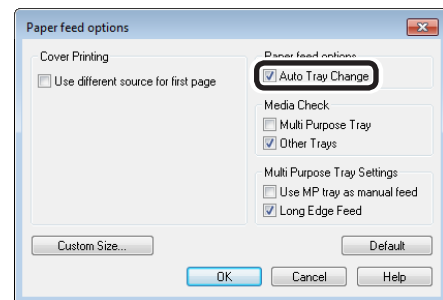 Paper feed options
Cover Printing
Use different source for first page
Paper feed options
Auto Tray Change
Media Check
Multi Purpose Tray
Other Trays
Multi Purpose Tray Settings
Use MP tray as manual feed
Long Edge Feed
Custom Size...
Default
OK
Cancel
Help